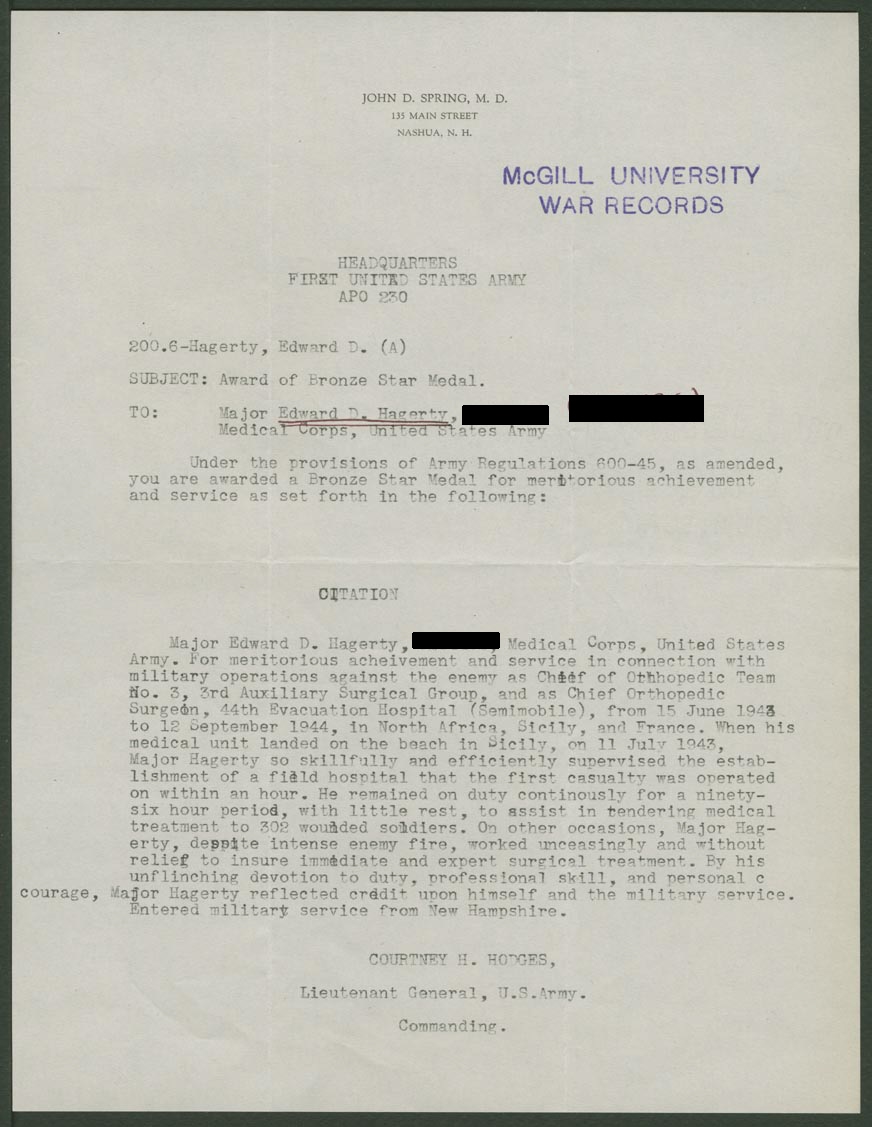 JOHN D. SPRING, M. D.
135 MAIN STREET
NASHUA, N. H.
McGILL UNIVERSITY
WAR RECORDS
HEADQUARTERS
FIRST UNITED STATES ARMY
APO 230
200.6-Hagerty, Edward D. (A)
SUBJECT: Award of Bronze Star Medal.
TO: Major Edward D. Hagerty,
Medical Corps, United States Army
Under the provisions of Army Regulations 600-45, as amended,
you are awarded a Bronze Star Medal for meritorious achievement
and service as set forth in the following:
CITATION
Major Edward D. Hagerty, Medical Corps, United States
Army. For meritorious acheivement and service in connection with
military operations against the enemy as Chief of Othhopedic Team
No. 3, 3rd Auxiliary Surgical Group, and as Chief Orthopedic
Surgeon, 44th Evacuation Hospital (Semimobile), from 15 June 1943
to 12 September 1944, in North Africa, Sicily, and France. When his
medical unit landed on the beach in Sicily, on 11 July 1943,
Major Hagerty so skillfully and efficiently supervised the estab-
lishment of a field hospital that the first casualty was operated
on within an hour. He remained on duty continously for a ninety-
six hour period, with little rest, to assist in tendering medical
treatment to 302 wounded soldiers. On other occasions, Major Hag-
erty, despite intense enemy fire, worked unceasingly and without
relief to insure immediate and expert surgical treatment. By his
unflinching devotion to duty, professional skill, and personal c
courage, Major Hagerty reflected credit upon himself and the military service.
Entered military service from New Hampshire.
COURTNEY H. HODGES,
Lieutenant General, U.S.Army.
Commanding.